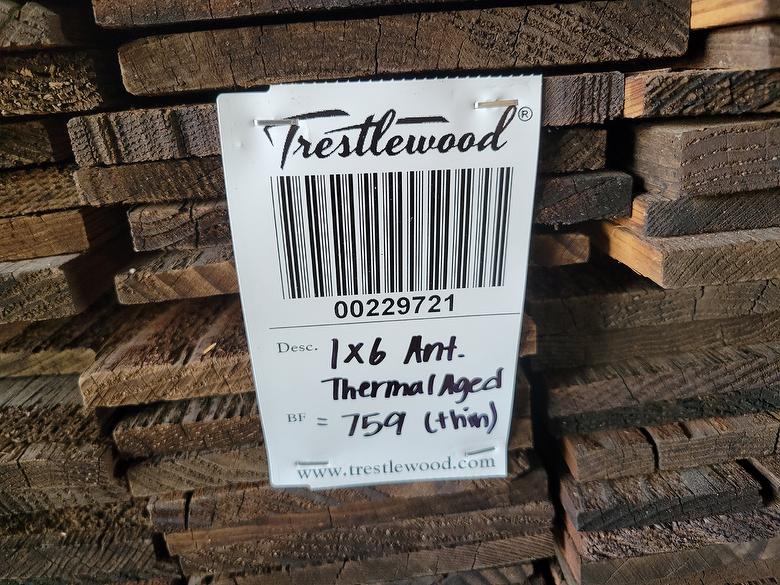 Trestlewood®
00229721
Desc. 1x6 Ant.
Thermal Aged
BF = 759 (thin)
www.trestlewood.com